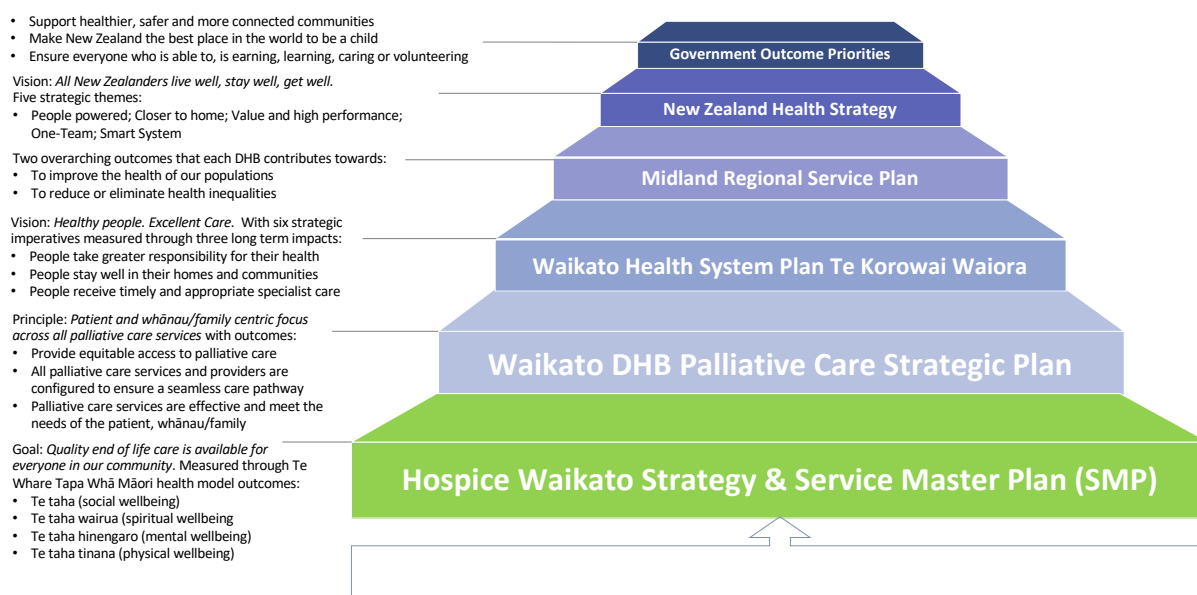 • Support healthier, safer and more connected communities
• Make New Zealand the best place in the world to be a child
• Ensure everyone who is able to, is earning, learning, caring or volunteering
Government Outcome Priorities
Vision: All New Zealanders live well, stay well, get well.
Five strategic themes:
• People powered; Closer to home; Value and high performance;
One-Team; Smart System
New Zealand Health Strategy
Two overarching outcomes that each DHB contributes towards:
• To improve the health of our populations
• To reduce or eliminate health inequalities
Midland Regional Service Plan
Vision: Healthy people. Excellent Care. With six strategic
imperatives measured through three long term impacts:
• People take greater responsibility for their health
• People stay well in their homes and communities
• People receive timely and appropriate specialist care
Waikato Health System Plan Te Korowai Waiora
Principle: Patient and whānau/family centric focus
across all palliative care services with outcomes:
• Provide equitable access to palliative care
• All palliative care services and providers are
configured to ensure a seamless care pathway
• Palliative care services are effective and meet the
needs of the patient, whānau/family
Waikato DHB Palliative Care Strategic Plan
Goal: Quality end of life care is available for
everyone in our community. Measured through Te
Whare Tapa Whā Māori health model outcomes:
• Te taha (social wellbeing)
• Te taha wairua (spiritual wellbeing
• Te taha hinengaro (mental wellbeing)
• Te taha tinana (physical wellbeing)
Hospice Waikato Strategy & Service Master Plan (SMP)